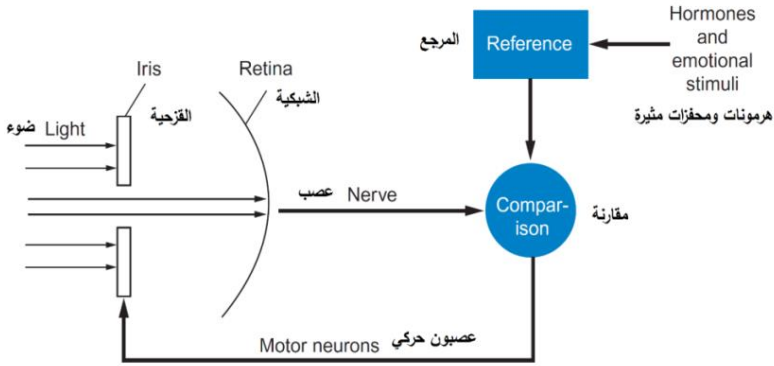 Hormones
and
emotional
stimuli
هرمونات ومحفزات مثيرة
المرجع
Reference
Iris
القزحية
Retina
الشبكية
ضوء Light
عصب Nerve
Compar-
ison
مقارنة
Motor neurons عصبون حركي